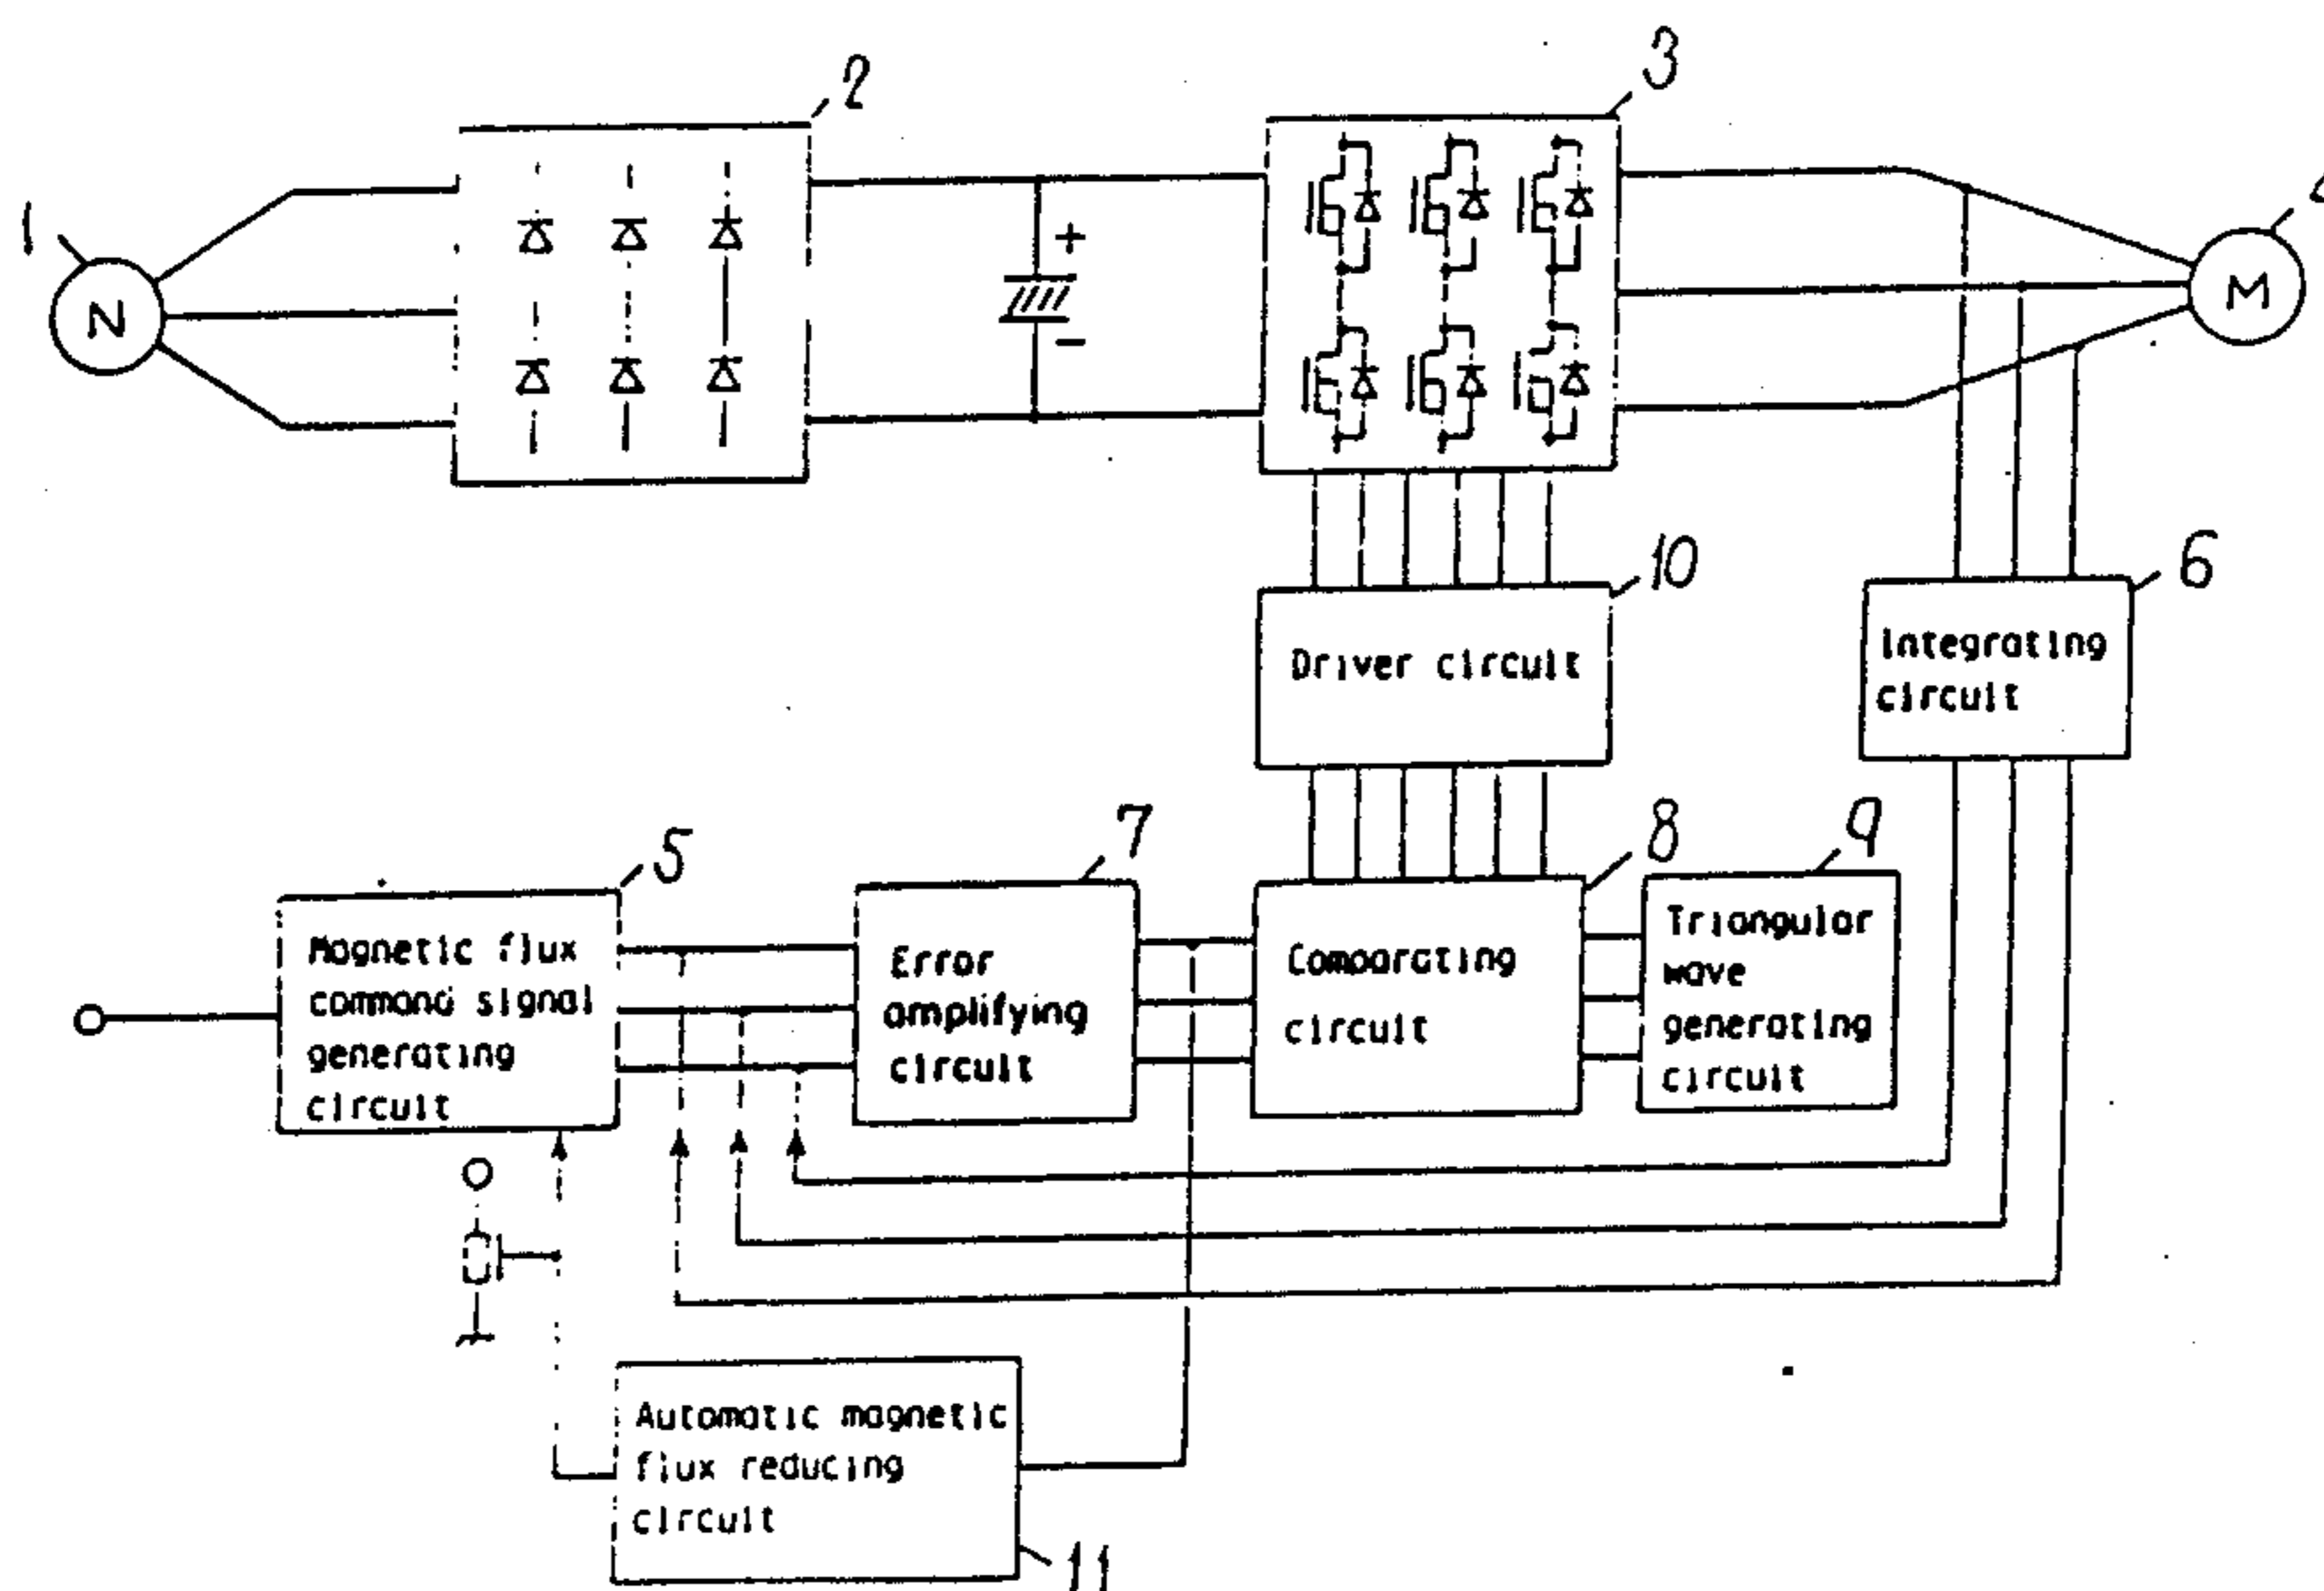 2
3
1
N
+
-
M
4
10
6
Driver circuit
Integrating
circuit
5
7
8
9
Magnetic flux
command signal
generating
circuit
Error
amplifying
circuit
Comparating
circuit
Triangular
wave
generating
circuit
Automatic magnetic
flux reducing
circuit
11